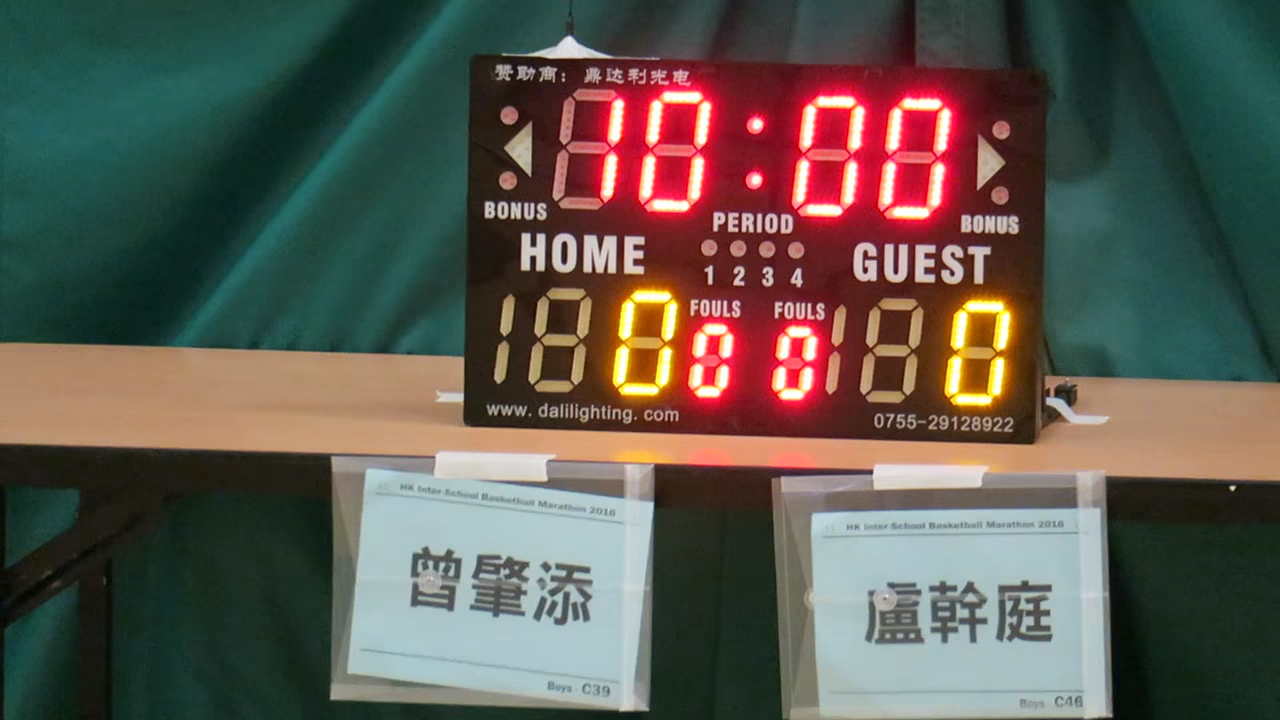 赞助商：鼎达利光电
10:00
BONUS
PERIOD
BONUS
HOME
1 2 3 4
GUEST
FOULS
FOULS
0
0
0
0
www. dalilighting. com
0755-29128922
HK Inter-School Basketball Marathon 2016
曾肇添
Boys - C39
HK Inter-School Basketball Marathon 2016
盧幹庭
Boys - C46